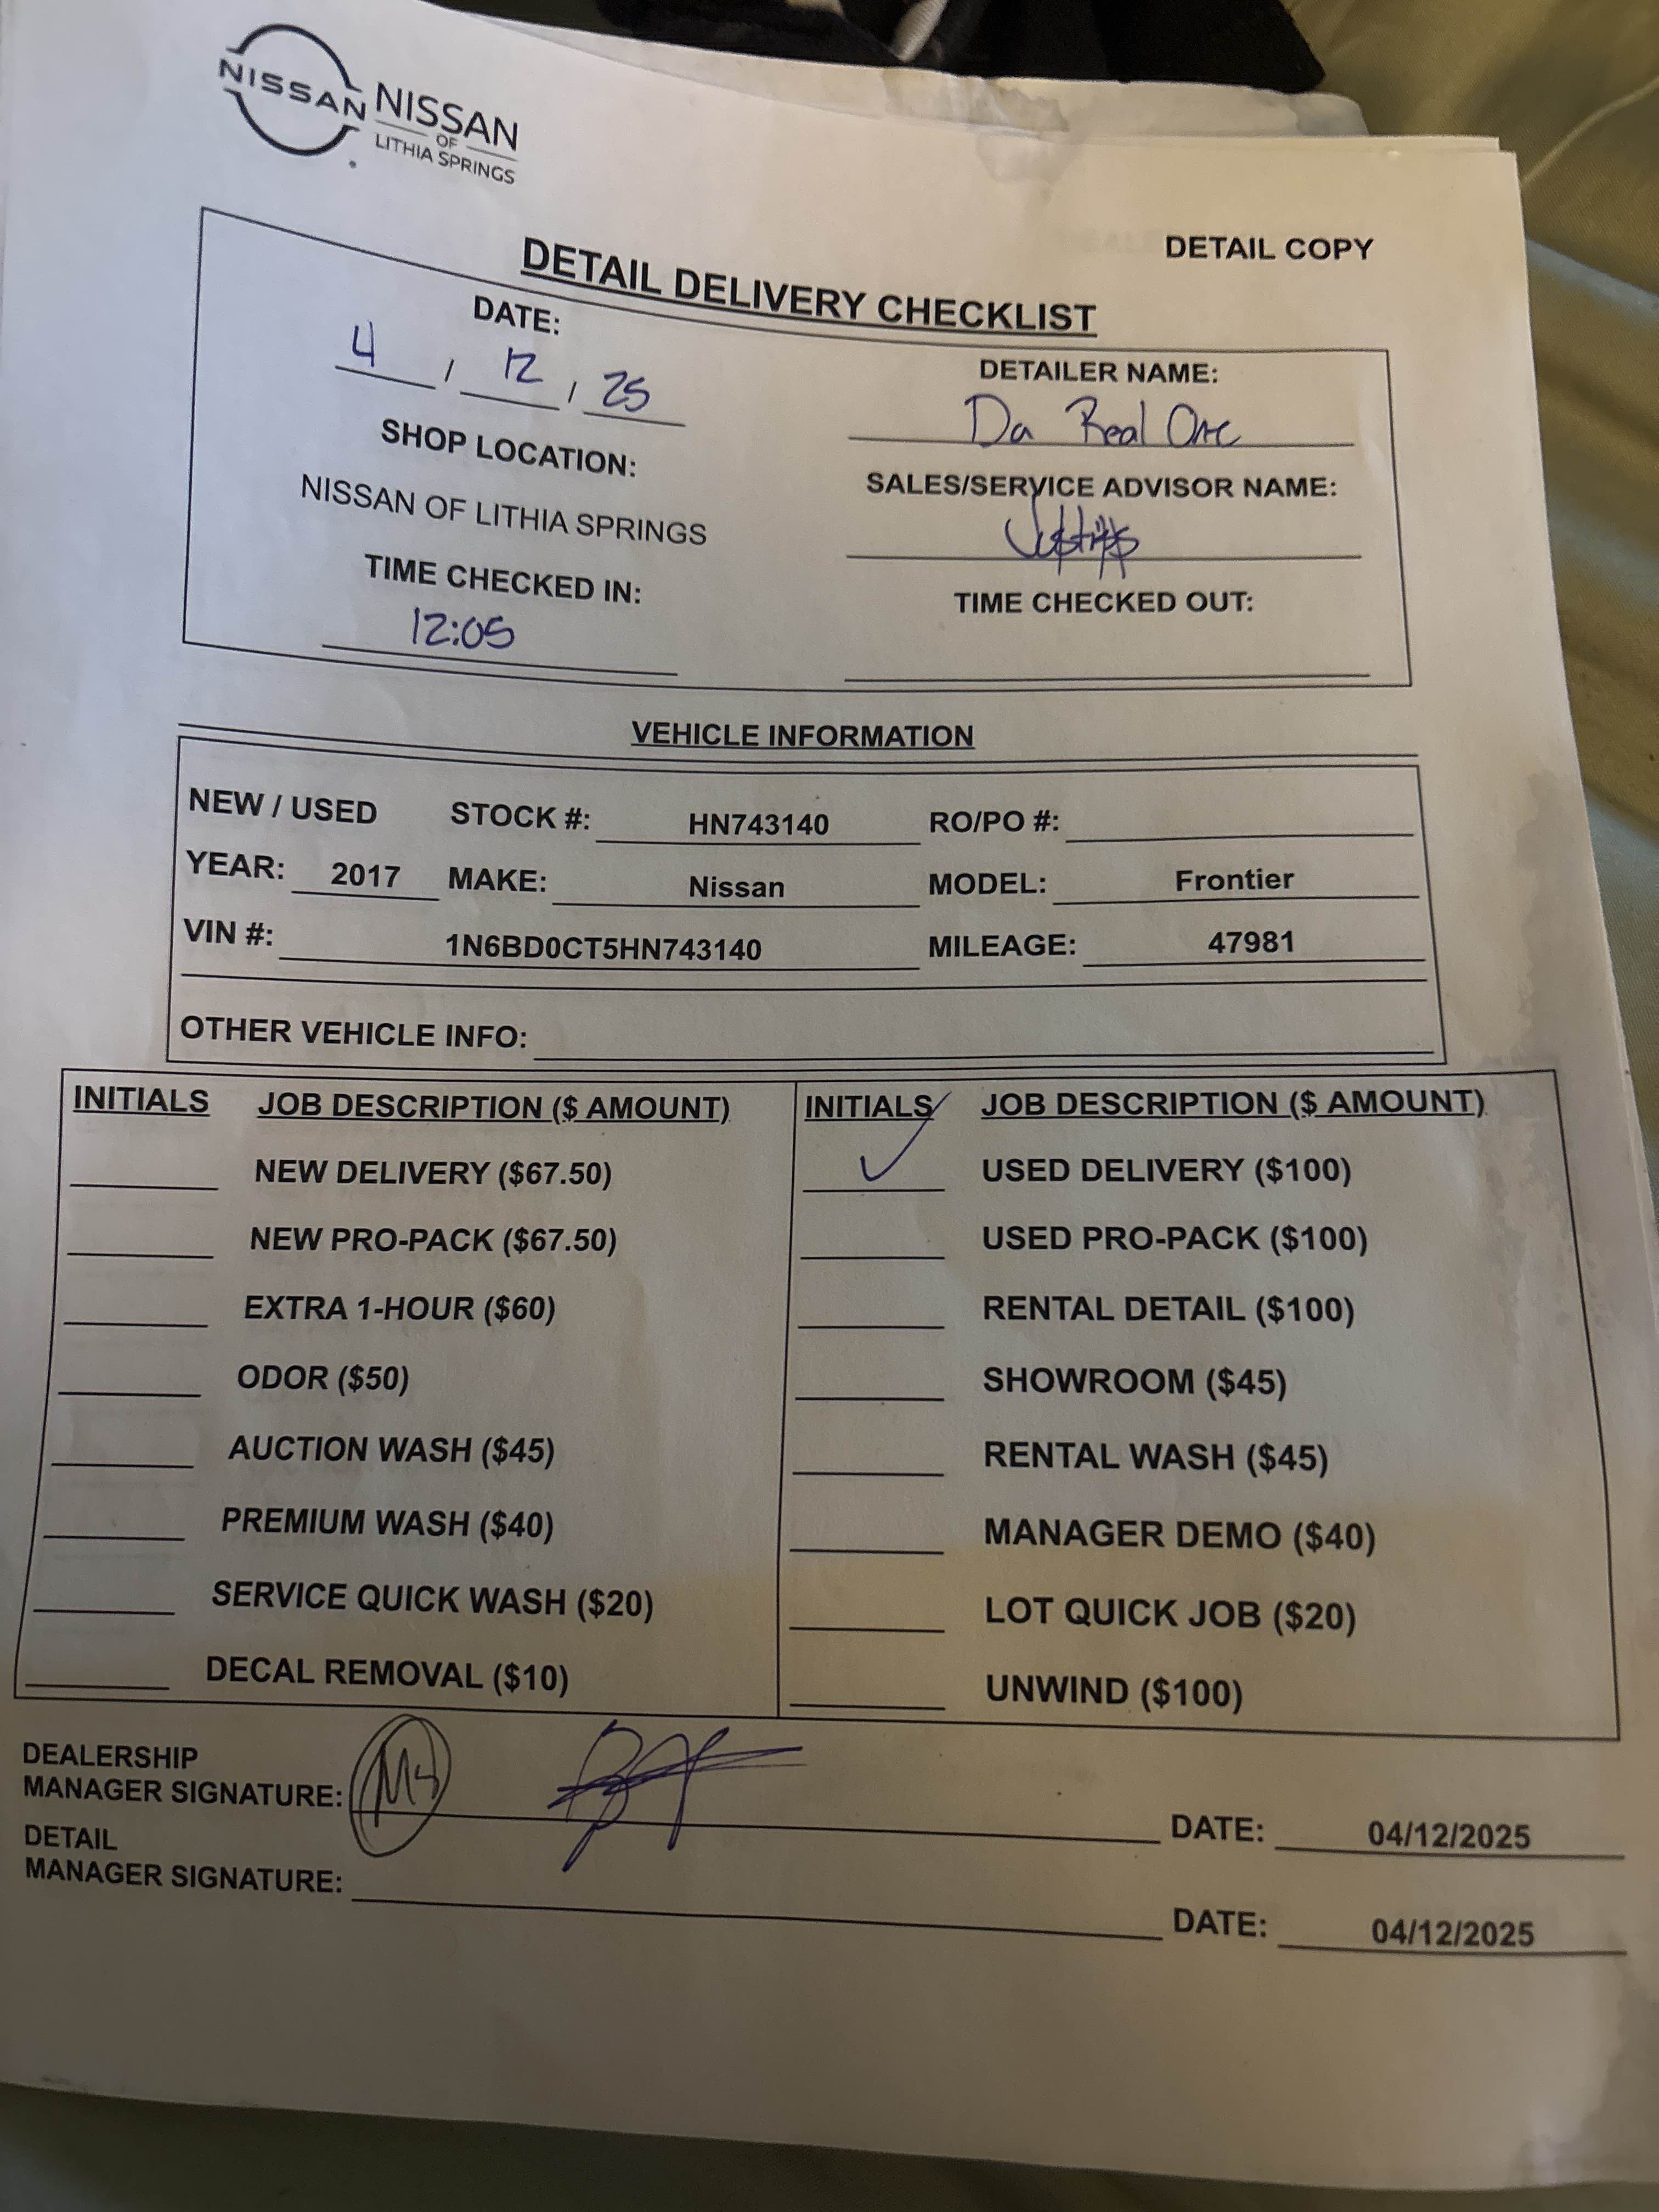 NISSAN
NISSAN
OF
LITHIA SPRINGS
DETAIL COPY
DETAIL DELIVERY CHECKLIST
DATE:
4 / 12 / 25
DETAILER NAME:
Da Real One
SHOP LOCATION:
NISSAN OF LITHIA SPRINGS
SALES/SERVICE ADVISOR NAME:
TIME CHECKED IN:
12:05
TIME CHECKED OUT:
VEHICLE INFORMATION
NEW / USED STOCK #: HN743140 RO/PO #:
YEAR: 2017 MAKE: Nissan MODEL: Frontier
VIN #: 1N6BD0CT5HN743140 MILEAGE: 47981
OTHER VEHICLE INFO:
INITIALS JOB DESCRIPTION ($ AMOUNT) INITIALS JOB DESCRIPTION ($ AMOUNT)
NEW DELIVERY ($67.50) ✓ USED DELIVERY ($100)
NEW PRO-PACK ($67.50) USED PRO-PACK ($100)
EXTRA 1-HOUR ($60) RENTAL DETAIL ($100)
ODOR ($50) SHOWROOM ($45)
AUCTION WASH ($45) RENTAL WASH ($45)
PREMIUM WASH ($40) MANAGER DEMO ($40)
SERVICE QUICK WASH ($20) LOT QUICK JOB ($20)
DECAL REMOVAL ($10) UNWIND ($100)
DEALERSHIP
MANAGER SIGNATURE: DATE: 04/12/2025
DETAIL
MANAGER SIGNATURE: DATE: 04/12/2025